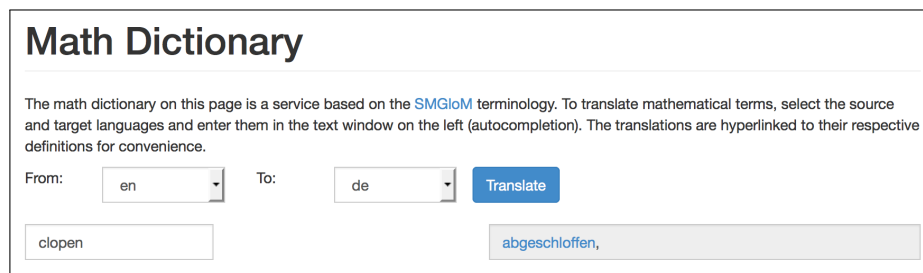 Math Dictionary
The math dictionary on this page is a service based on the SMGloM terminology. To translate mathematical terms, select the source
and target languages and enter them in the text window on the left (autocompletion). The translations are hyperlinked to their respective
definitions for convenience.
From: en To: de Translate
clopen abgeschloffen,